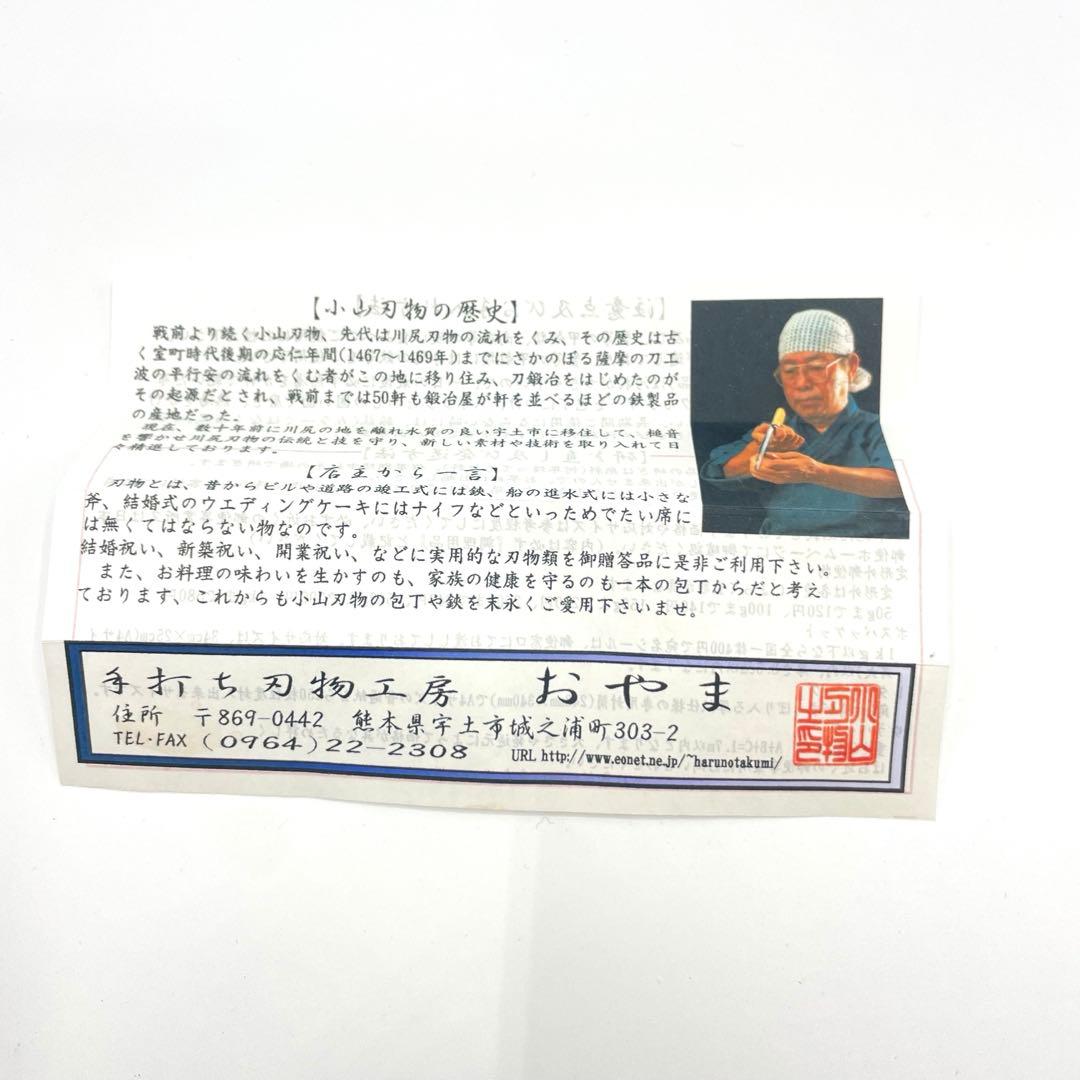 【小山刃物の歴史】
戦前より続く小山刃物、先代は川尻刃物の流れをくみ、その歴史は古
く室町時代後期の応仁年間(1467～1469年)までにさかのぼる薩摩の刀工
波の平行安の流れをくむ者がこの地に移り住み、刀鍛冶をはじめたのが
その起源だとされ、戦前までは50軒も鍛冶屋が軒を並べるほどの鉄製品
の産地だった。
現在、数十年前に川尻の地を離れ水質の良い宇土市に移住して、槌音
を響かせ川尻刃物の伝統と技を守り、新しい素材や技術を取り入れて日
々精進しております。
【店主から一言】
刃物とは、昔からビルや道路の竣工式には鋏、船の進水式には小さな
斧、結婚式のウエディングケーキにはナイフなどといっためでたい席に
は無くてはならない物なのです。
結婚祝い、新築祝い、開業祝い、などに実用的な刃物類を御贈答品に是非ご利用下さい。
また、お料理の味わいを生かすのも、家族の健康を守るのも一本の包丁からだと考え
ております、これからも小山刃物の包丁や鋏を末永くご愛用下さいませ。
手打ち刃物工房 おやま
住所 〒869-0442 熊本県宇土市城之浦町303-2
TEL・FAX (0964)22-2308 URL http://www.eonet.ne.jp/~harunotakumi/
小山刃物之印